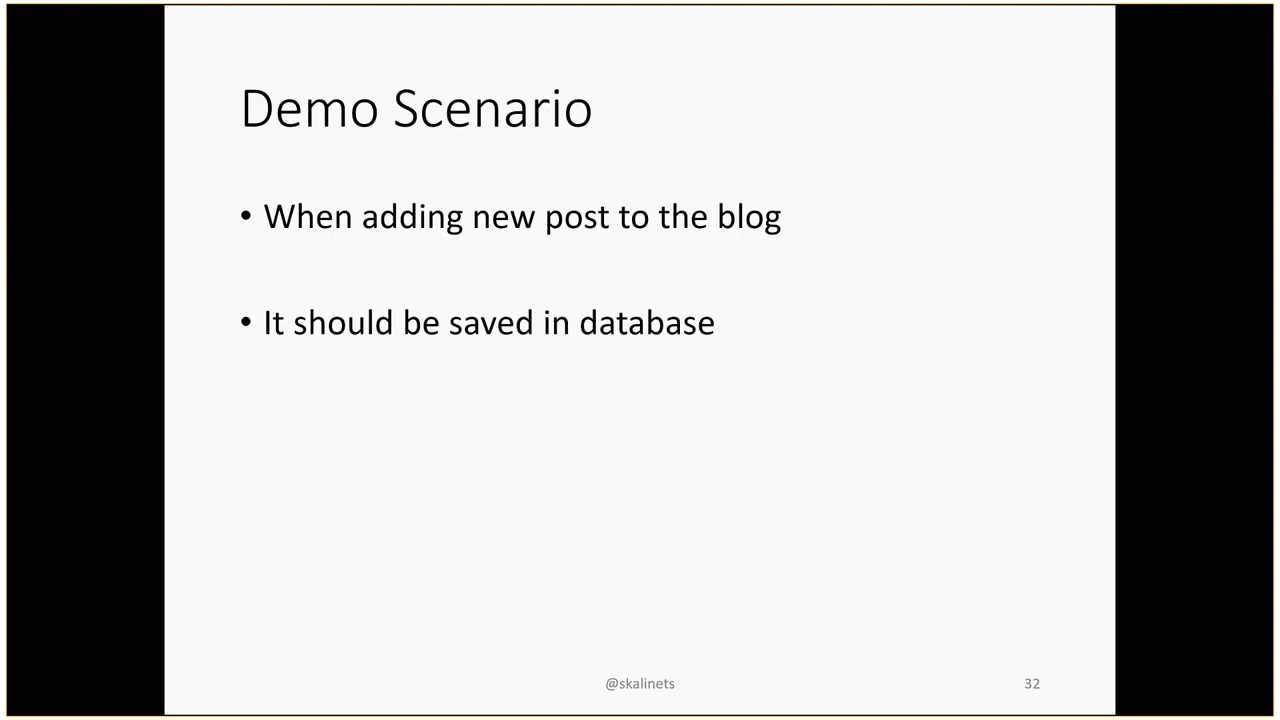 Demo Scenario
• When adding new post to the blog
• It should be saved in database
@skalinets
32